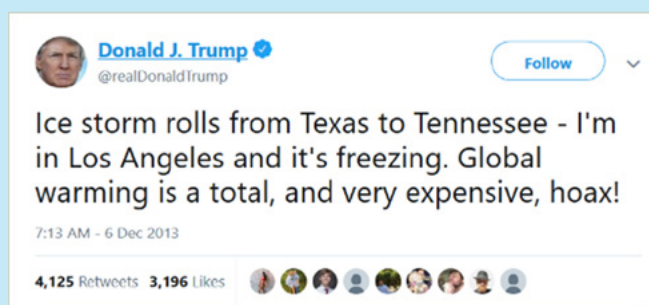 Donald J. Trump
@realDonaldTrump
Follow
Ice storm rolls from Texas to Tennessee - I'm
in Los Angeles and it's freezing. Global
warming is a total, and very expensive, hoax!
7:13 AM - 6 Dec 2013
4,125 Retweets 3,196 Likes